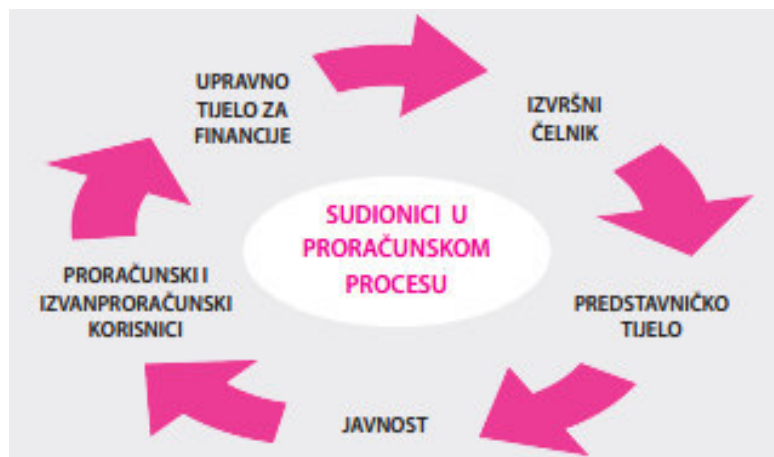 UPRAVNO
TIJELO ZA
FINANCIJE
IZVRŠNI
ČELNIK
SUDIONICI U
PRORAČUNSKOM
PROCESU
PRORAČUNSKI I
IZVANPRORAČUNSKI
KORISNICI
PREDSTAVNIČKO
TIJELO
JAVNOST